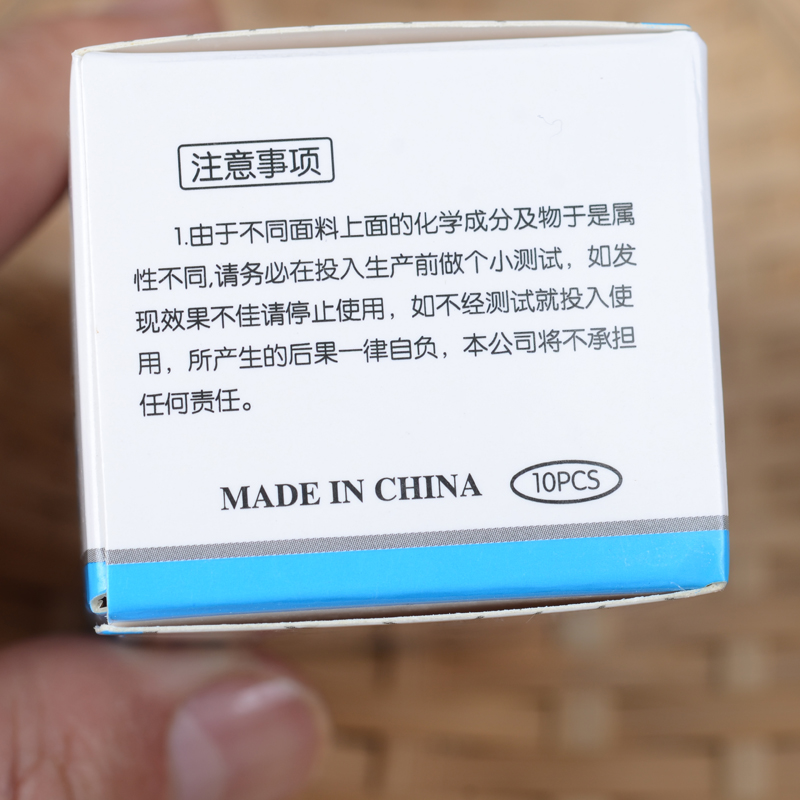 注意事项
1.由于不同面料上面的化学成分及物于是属
性不同,请务必在投入生产前做个小测试，如发
现效果不佳请停止使用，如不经测试就投入使
用，所产生的后果一律自负，本公司将不承担
任何责任。
MADE IN CHINA
10PCS